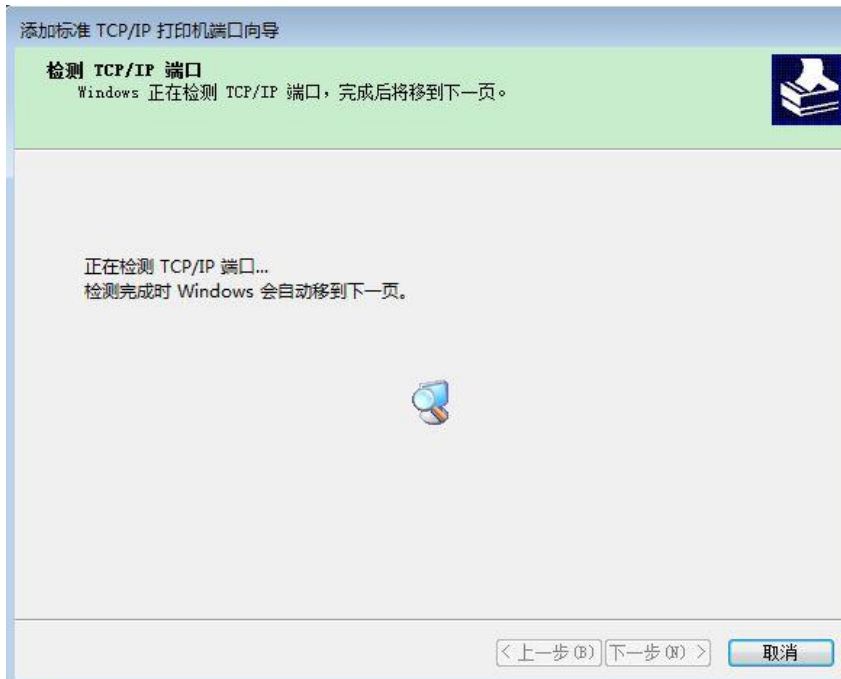 添加标准 TCP/IP 打印机端口向导
检测 TCP/IP 端口
Windows 正在检测 TCP/IP 端口，完成后将移到下一页。
正在检测 TCP/IP 端口...
检测完成时 Windows 会自动移到下一页。
< 上一步(B) 下一步(N) > 取消